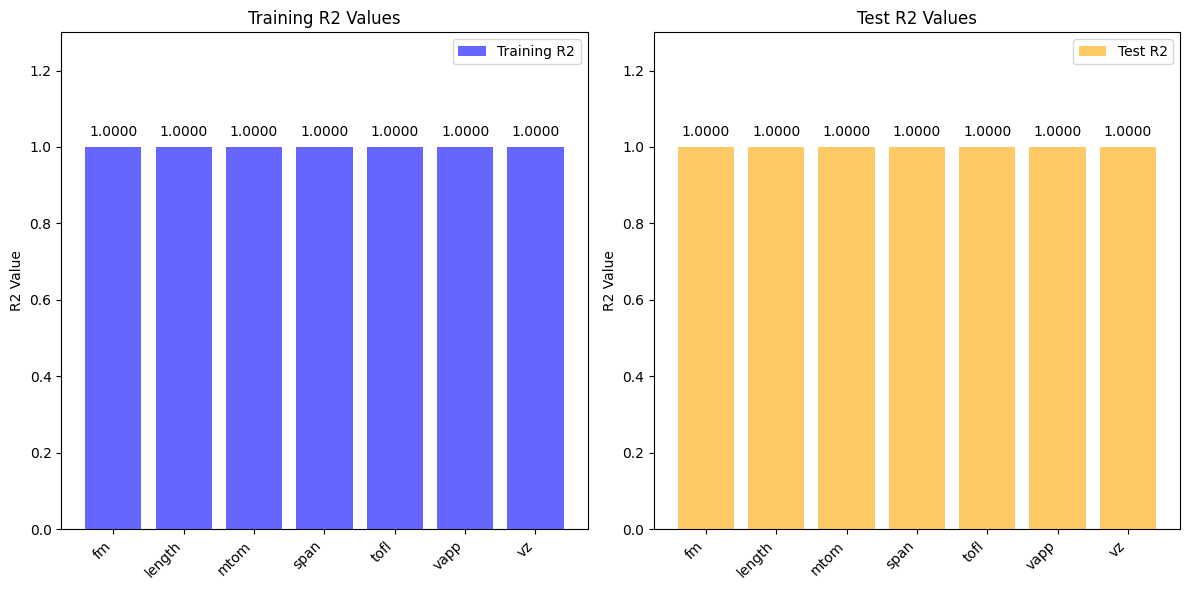 Training R2 Values
Training R2
1.2
1.0000 1.0000 1.0000 1.0000 1.0000 1.0000 1.0000
1.0
0.8
0.6
0.4
0.2
0.0
R2 Value
fm length mtom span tofl vapp vz
Test R2 Values
Test R2
1.2
1.0000 1.0000 1.0000 1.0000 1.0000 1.0000 1.0000
1.0
0.8
0.6
0.4
0.2
0.0
R2 Value
fm length mtom span tofl vapp vz